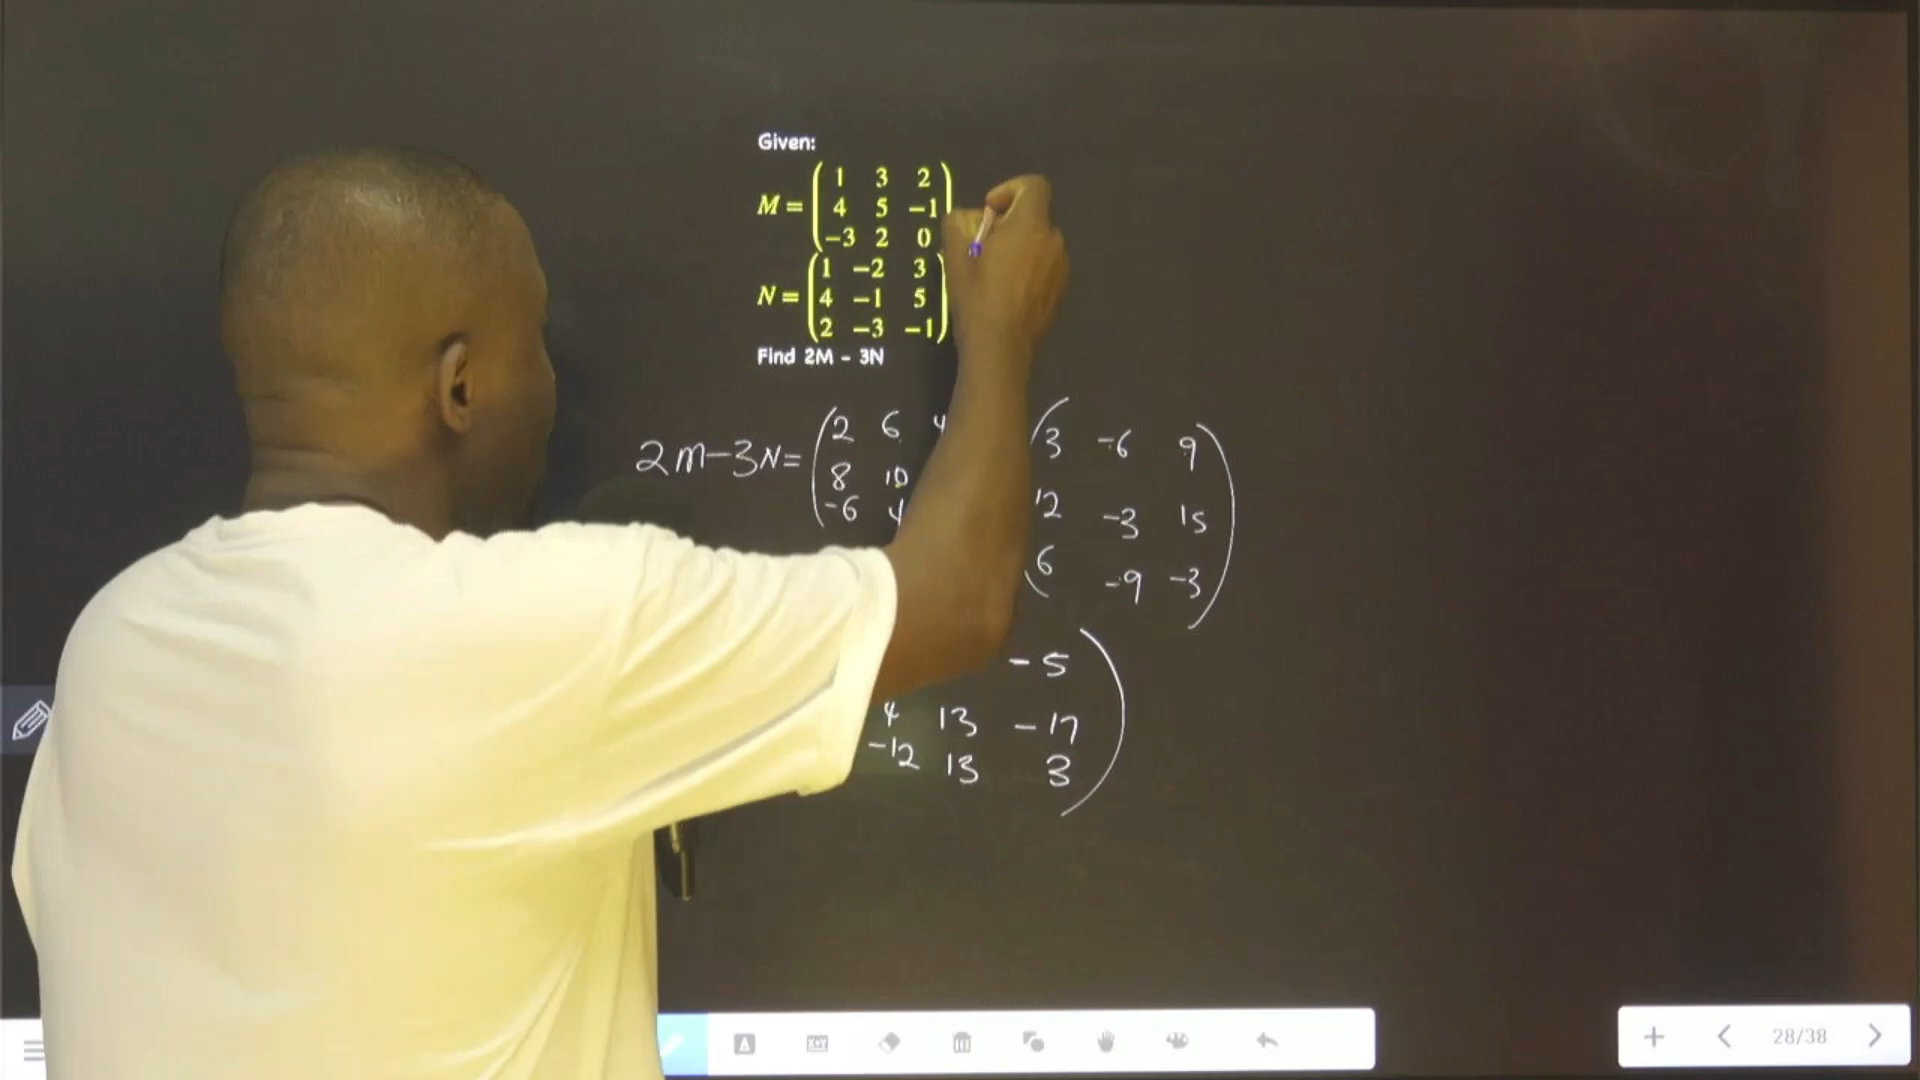 Given:
M = ( 1 3 2
4 5 -1
-3 2 0 )
N = ( 1 -2 3
4 -1 5
2 -3 -1 )
Find 2M - 3N
2M-3N= ( 2 6 4 ( 3 -6 9
8 10 12 -3 15
-6 4 6 -9 -3 )
-5
4 13 -17
-12 13 3 )
A
28/38